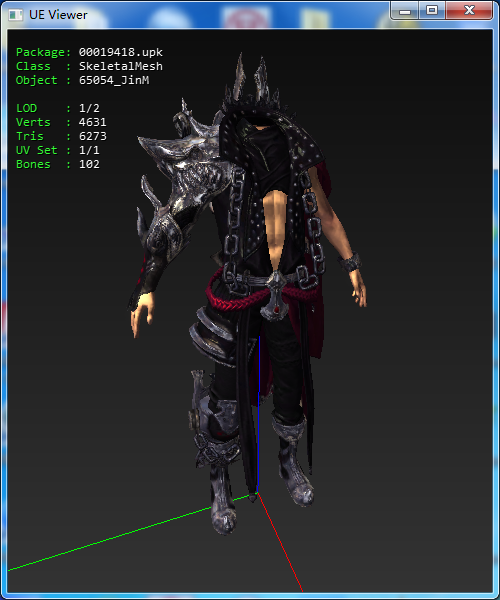 UE Viewer
Package: 00019418.upk
Class : SkeletalMesh
Object : 65054_JinM
LOD : 1/2
Verts : 4631
Tris : 6273
UV Set : 1/1
Bones : 102